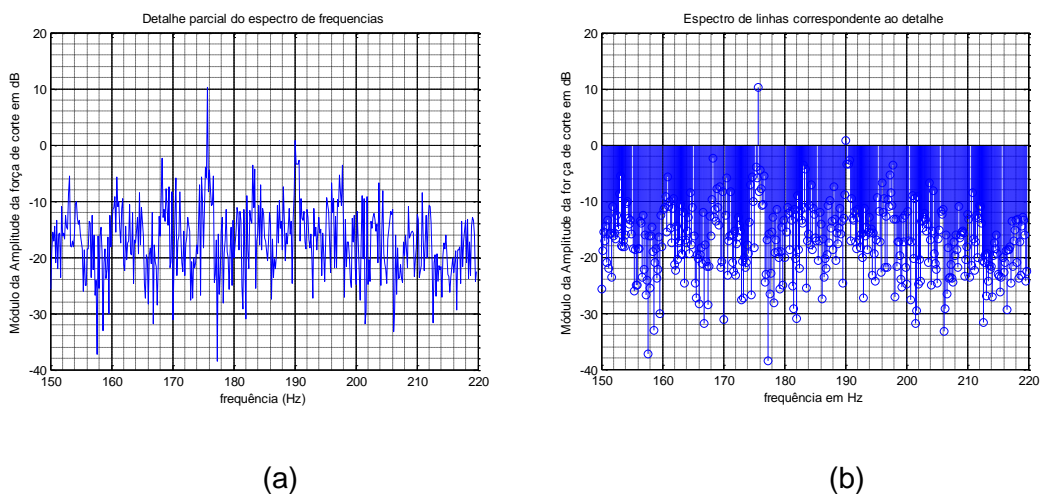 Detalhe parcial do espectro de frequencias
20
10
0
-10
-20
-30
-40
150 160 170 180 190 200 210 220
Módulo da Amplitude da força de corte em dB
frequência (Hz)
(a)
Espectro de linhas correspondente ao detalhe
20
10
0
-10
-20
-30
-40
150 160 170 180 190 200 210 220
Módulo da Amplitude da for ça de corte em dB
frequência em Hz
(b)